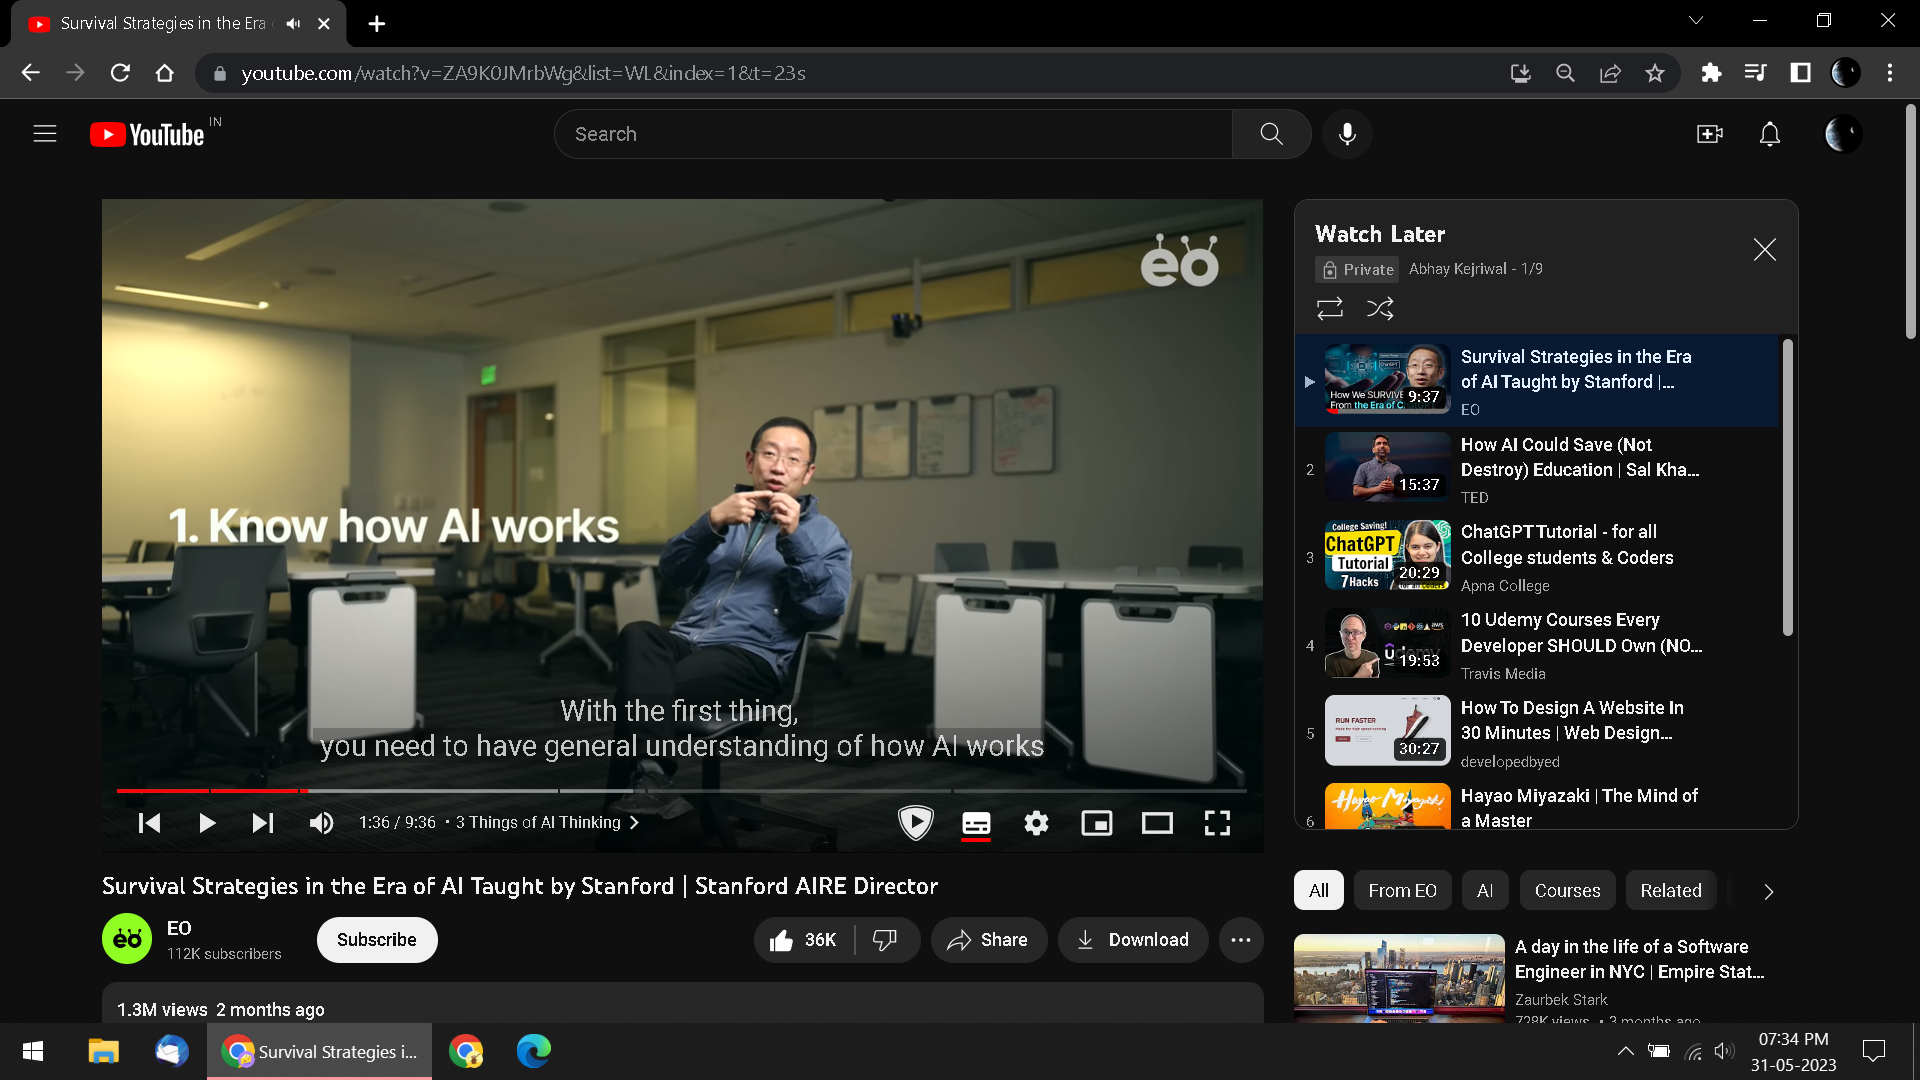 Survival Strategies in the Era
youtube.com/watch?v=ZA9K0JMrbWg&list=WL&index=1&t=23s
YouTube IN
Search
eo
1. Know how AI works
With the first thing,
you need to have general understanding of how AI works
1:36 / 9:36 • 3 Things of AI Thinking
Survival Strategies in the Era of AI Taught by Stanford | Stanford AIRE Director
eo
EO
112K subscribers
Subscribe
36K
Share
Download
1.3M views 2 months ago
Watch Later
Private
Abhay Kejriwal - 1/9
How We SURVIVE
From the Era of C
9:37
Survival Strategies in the Era
of AI Taught by Stanford |...
EO
2
15:37
How AI Could Save (Not
Destroy) Education | Sal Kha...
TED
3
College Saving!
ChatGPT
Tutorial
7 Hacks
20:29
for all Coders
ChatGPT Tutorial - for all
College students & Coders
Apna College
4
aws
19:53
10 Udemy Courses Every
Developer SHOULD Own (NO...
Travis Media
5
RUN FASTER
30:27
How To Design A Website In
30 Minutes | Web Design...
developedbyed
6
Hayao Miyazaki
Hayao Miyazaki | The Mind of
a Master
All
From EO
AI
Courses
Related
A day in the life of a Software
Engineer in NYC | Empire Stat...
Zaurbek Stark
728K views • 3 months ago
Survival Strategies i...
07:34 PM
31-05-2023